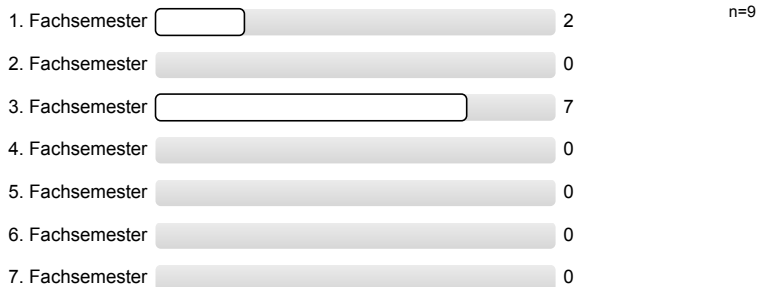 1. Fachsemester 2 n=9
2. Fachsemester 0
3. Fachsemester 7
4. Fachsemester 0
5. Fachsemester 0
6. Fachsemester 0
7. Fachsemester 0